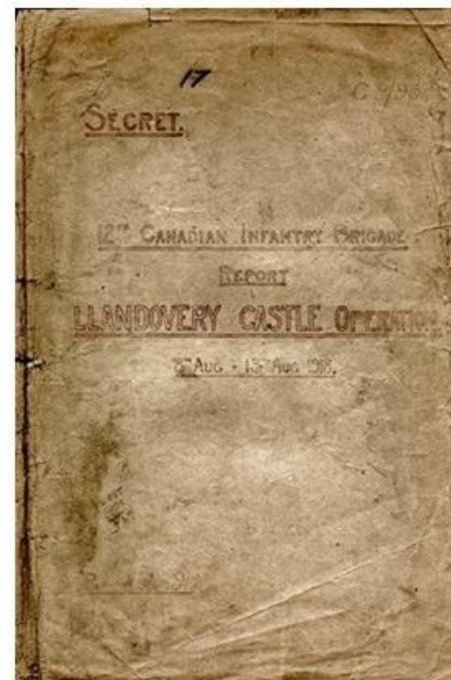 17
SECRET.
12TH CANADIAN INFANTRY BRIGADE
REPORT
LLANDOVERY CASTLE OPERATION
8TH AUG - 13TH AUG 1918.